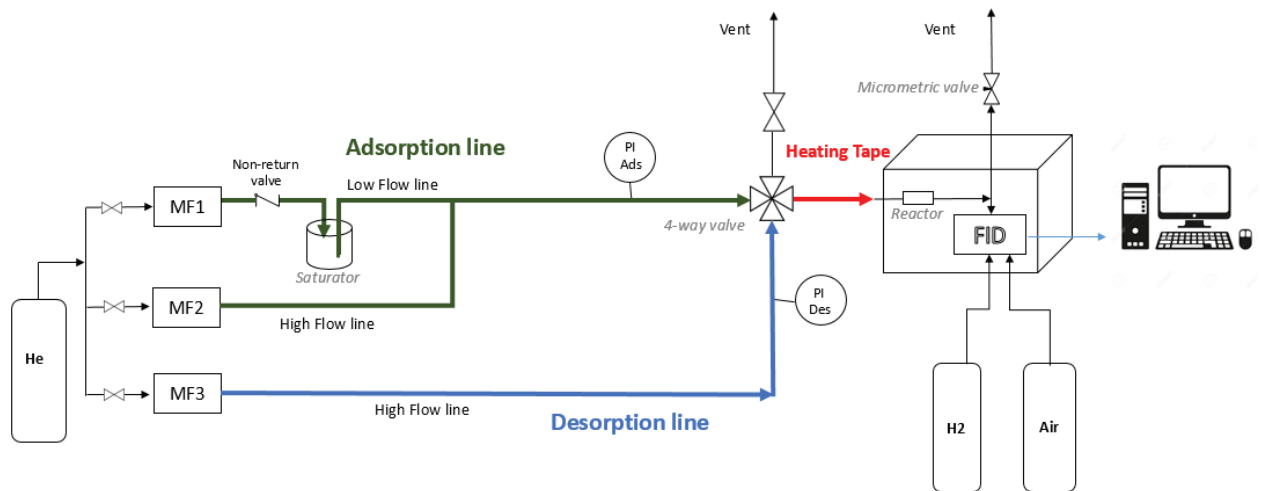 Vent
Vent
Micrometric valve
Adsorption line
PI
Ads
Heating Tape
Non-return
valve
Low Flow line
MF1
4-way valve
Reactor
FID
Saturator
MF2
High Flow line
PI
Des
He
MF3
High Flow line
Desorption line
H2
Air